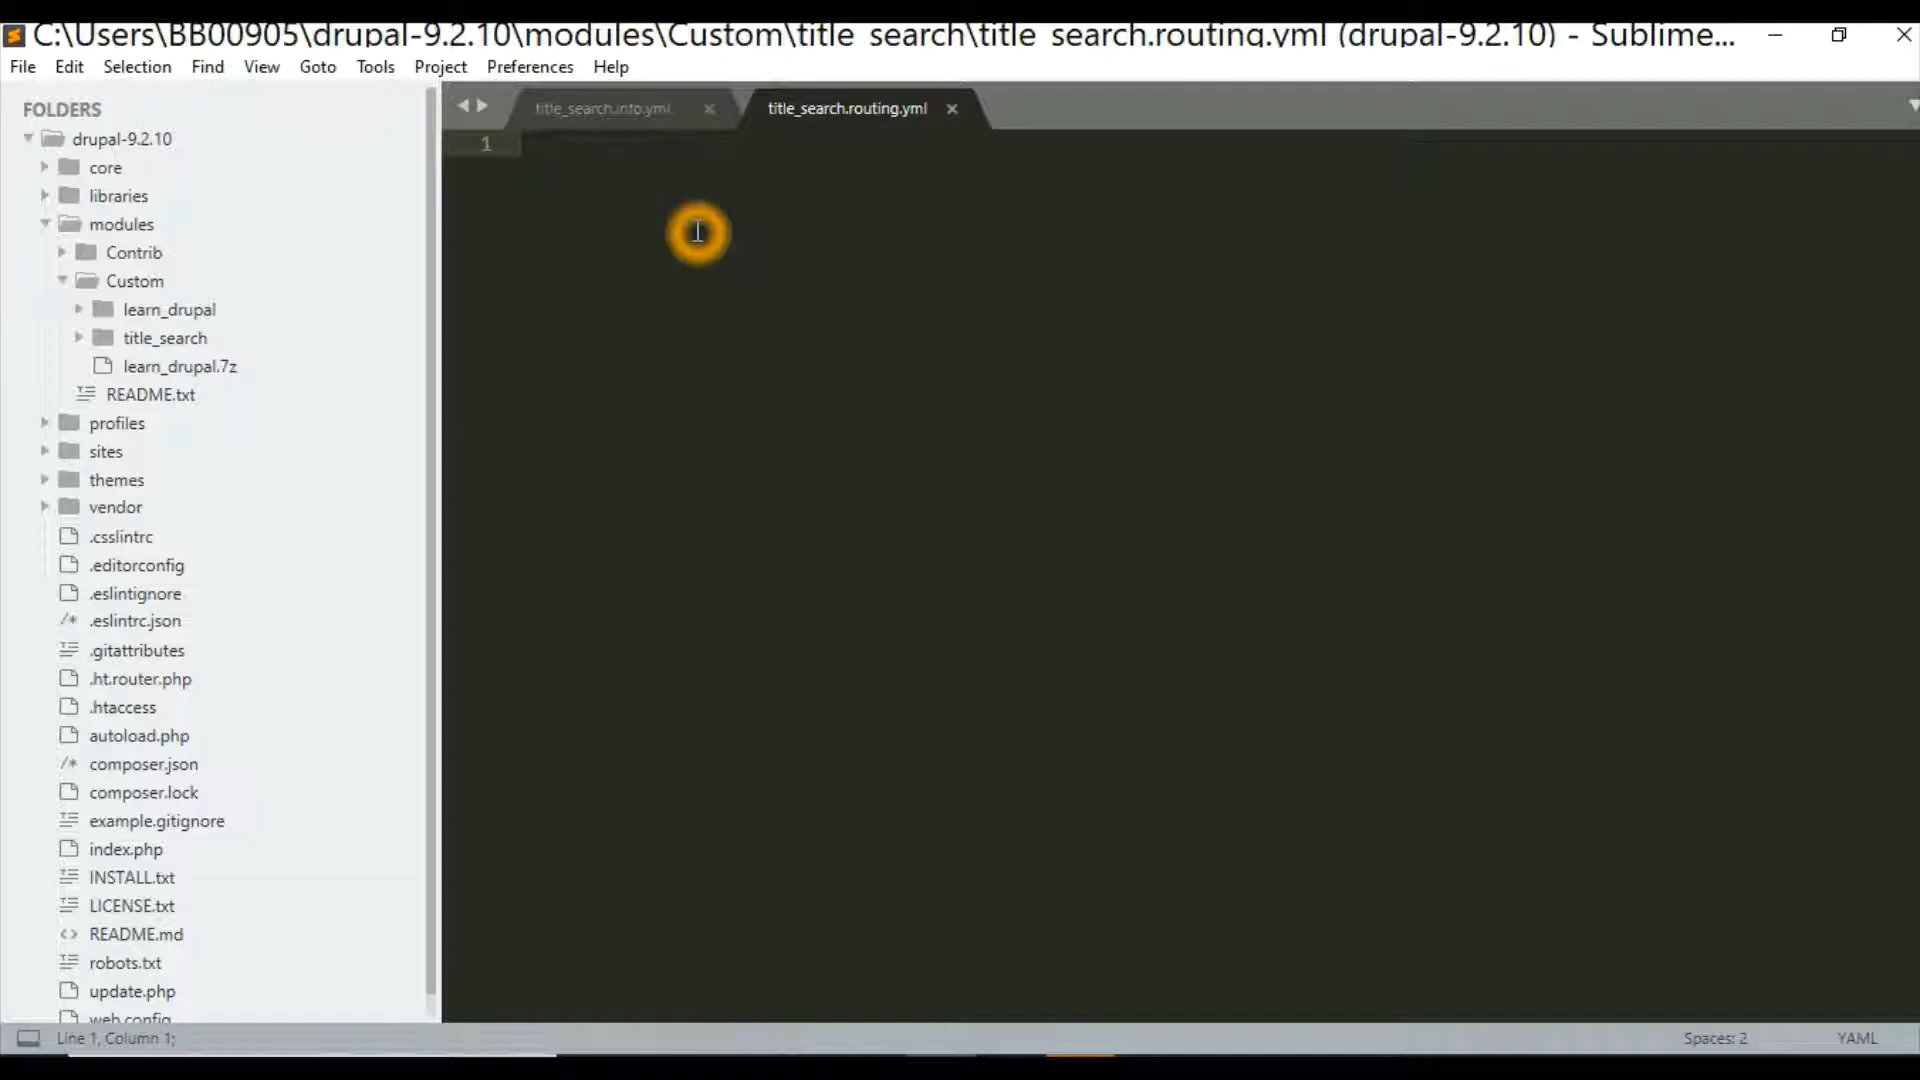 C:\Users\BB00905\drupal-9.2.10\modules\Custom\title_search\title_search.routing.yml (drupal-9.2.10) - Sublime...
File Edit Selection Find View Goto Tools Project Preferences Help
FOLDERS
drupal-9.2.10
core
libraries
modules
Contrib
Custom
learn_drupal
title_search
learn_drupal.7z
README.txt
profiles
sites
themes
vendor
.csslintrc
.editorconfig
.eslintignore
/* .eslintrc.json
.gitattributes
.ht.router.php
.htaccess
autoload.php
/* composer.json
composer.lock
example.gitignore
index.php
INSTALL.txt
LICENSE.txt
<> README.md
robots.txt
update.php
web.config
title_search.info.yml
title_search.routing.yml
1
Line 1, Column 1;
Spaces: 2
YAML